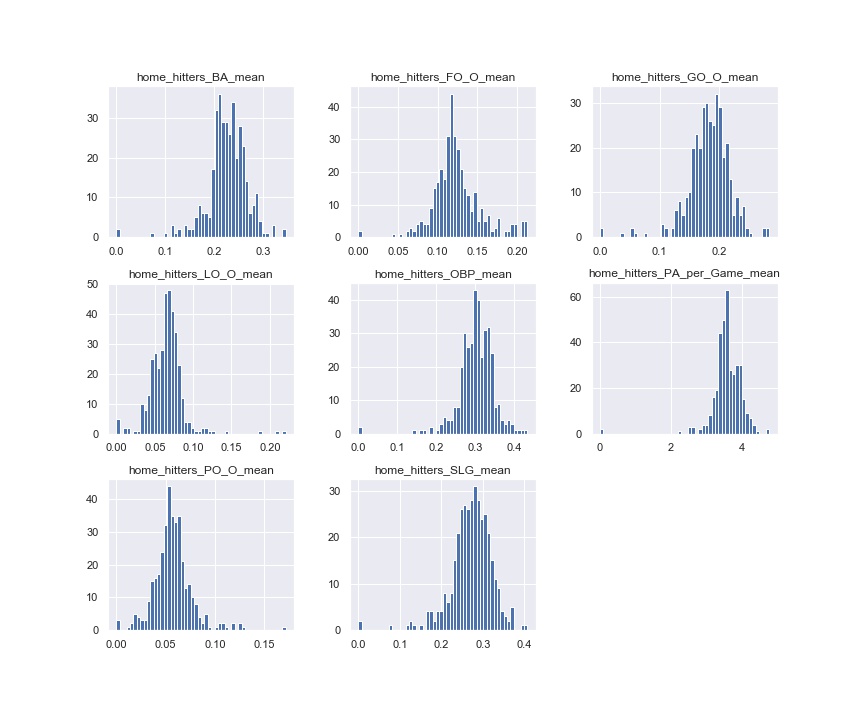 home_hitters_BA_mean
30
20
10
0
0.0 0.1 0.2 0.3
home_hitters_FO_O_mean
40
30
20
10
0
0.00 0.05 0.10 0.15 0.20
home_hitters_GO_O_mean
30
20
10
0
0.0 0.1 0.2
home_hitters_LO_O_mean
50
40
30
20
10
0
0.00 0.05 0.10 0.15 0.20
home_hitters_OBP_mean
40
30
20
10
0
0.0 0.1 0.2 0.3 0.4
home_hitters_PA_per_Game_mean
60
40
20
0
0 2 4
home_hitters_PO_O_mean
40
30
20
10
0
0.00 0.05 0.10 0.15
home_hitters_SLG_mean
30
20
10
0
0.0 0.1 0.2 0.3 0.4